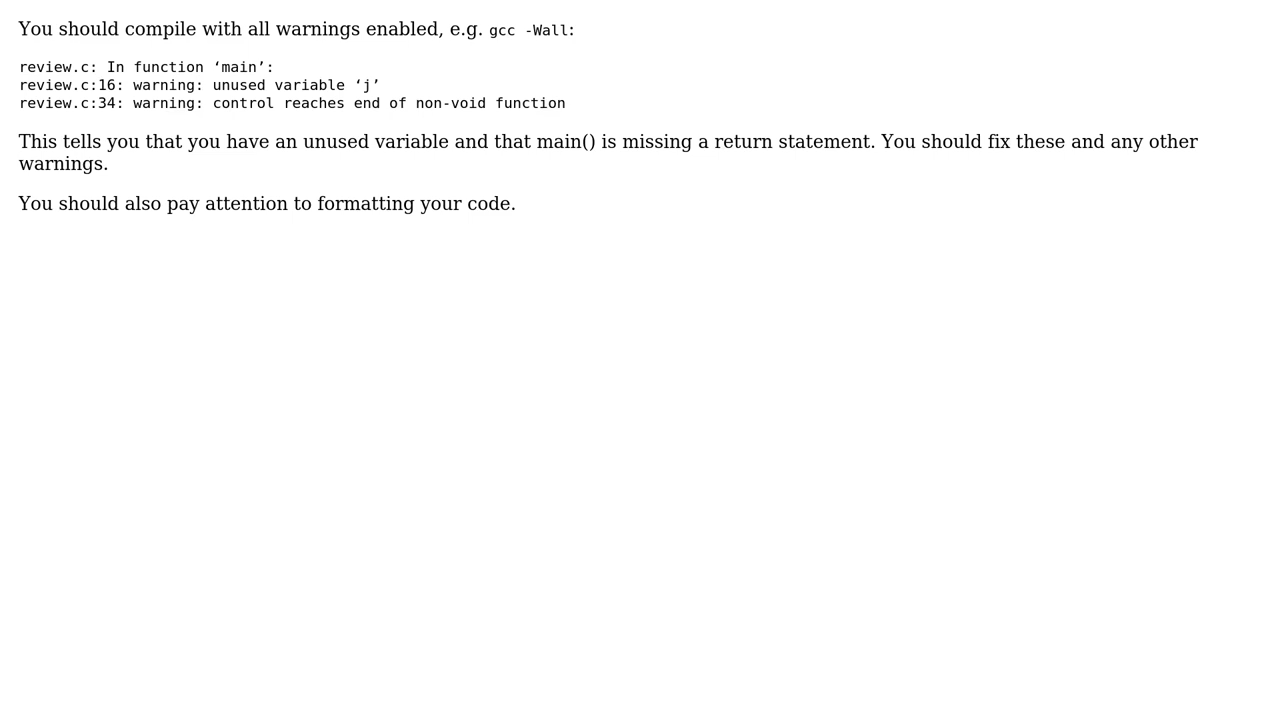 You should compile with all warnings enabled, e.g. gcc -Wall:
review.c: In function ‘main’:
review.c:16: warning: unused variable ‘j’
review.c:34: warning: control reaches end of non-void function
This tells you that you have an unused variable and that main() is missing a return statement. You should fix these and any other
warnings.
You should also pay attention to formatting your code.